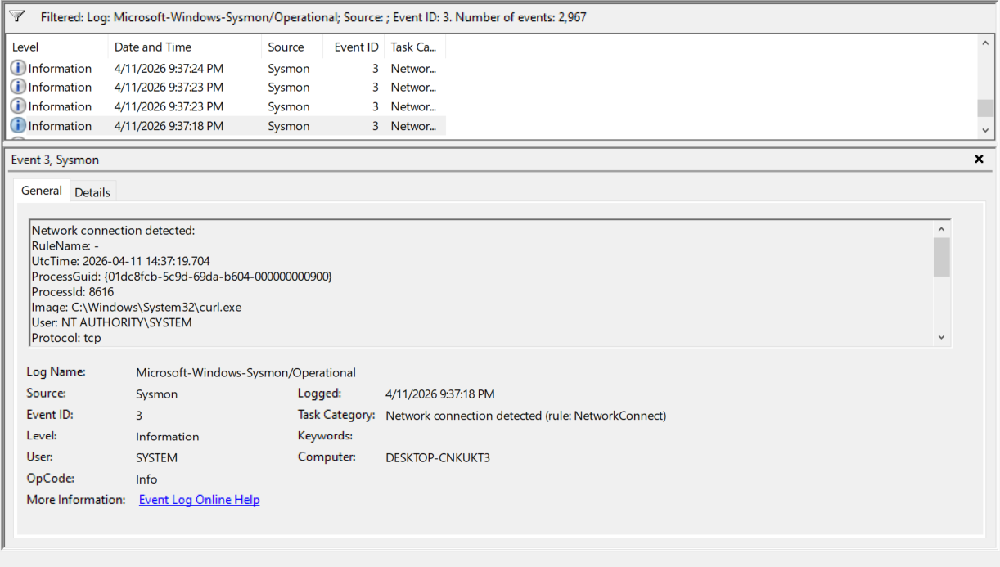 Filtered: Log: Microsoft-Windows-Sysmon/Operational; Source: ; Event ID: 3. Number of events: 2,967
Level Date and Time Source Event ID Task Ca...
Information 4/11/2026 9:37:24 PM Sysmon 3 Networ...
Information 4/11/2026 9:37:23 PM Sysmon 3 Networ...
Information 4/11/2026 9:37:23 PM Sysmon 3 Networ...
Information 4/11/2026 9:37:18 PM Sysmon 3 Networ...
Event 3, Sysmon
General Details
Network connection detected:
RuleName: -
UtcTime: 2026-04-11 14:37:19.704
ProcessGuid: {01dc8fcb-5c9d-69da-b604-000000000900}
ProcessId: 8616
Image: C:\Windows\System32\curl.exe
User: NT AUTHORITY\SYSTEM
Protocol: tcp
Log Name: Microsoft-Windows-Sysmon/Operational
Source: Sysmon Logged: 4/11/2026 9:37:18 PM
Event ID: 3 Task Category: Network connection detected (rule: NetworkConnect)
Level: Information Keywords:
User: SYSTEM Computer: DESKTOP-CNKUKT3
OpCode: Info
More Information: Event Log Online Help